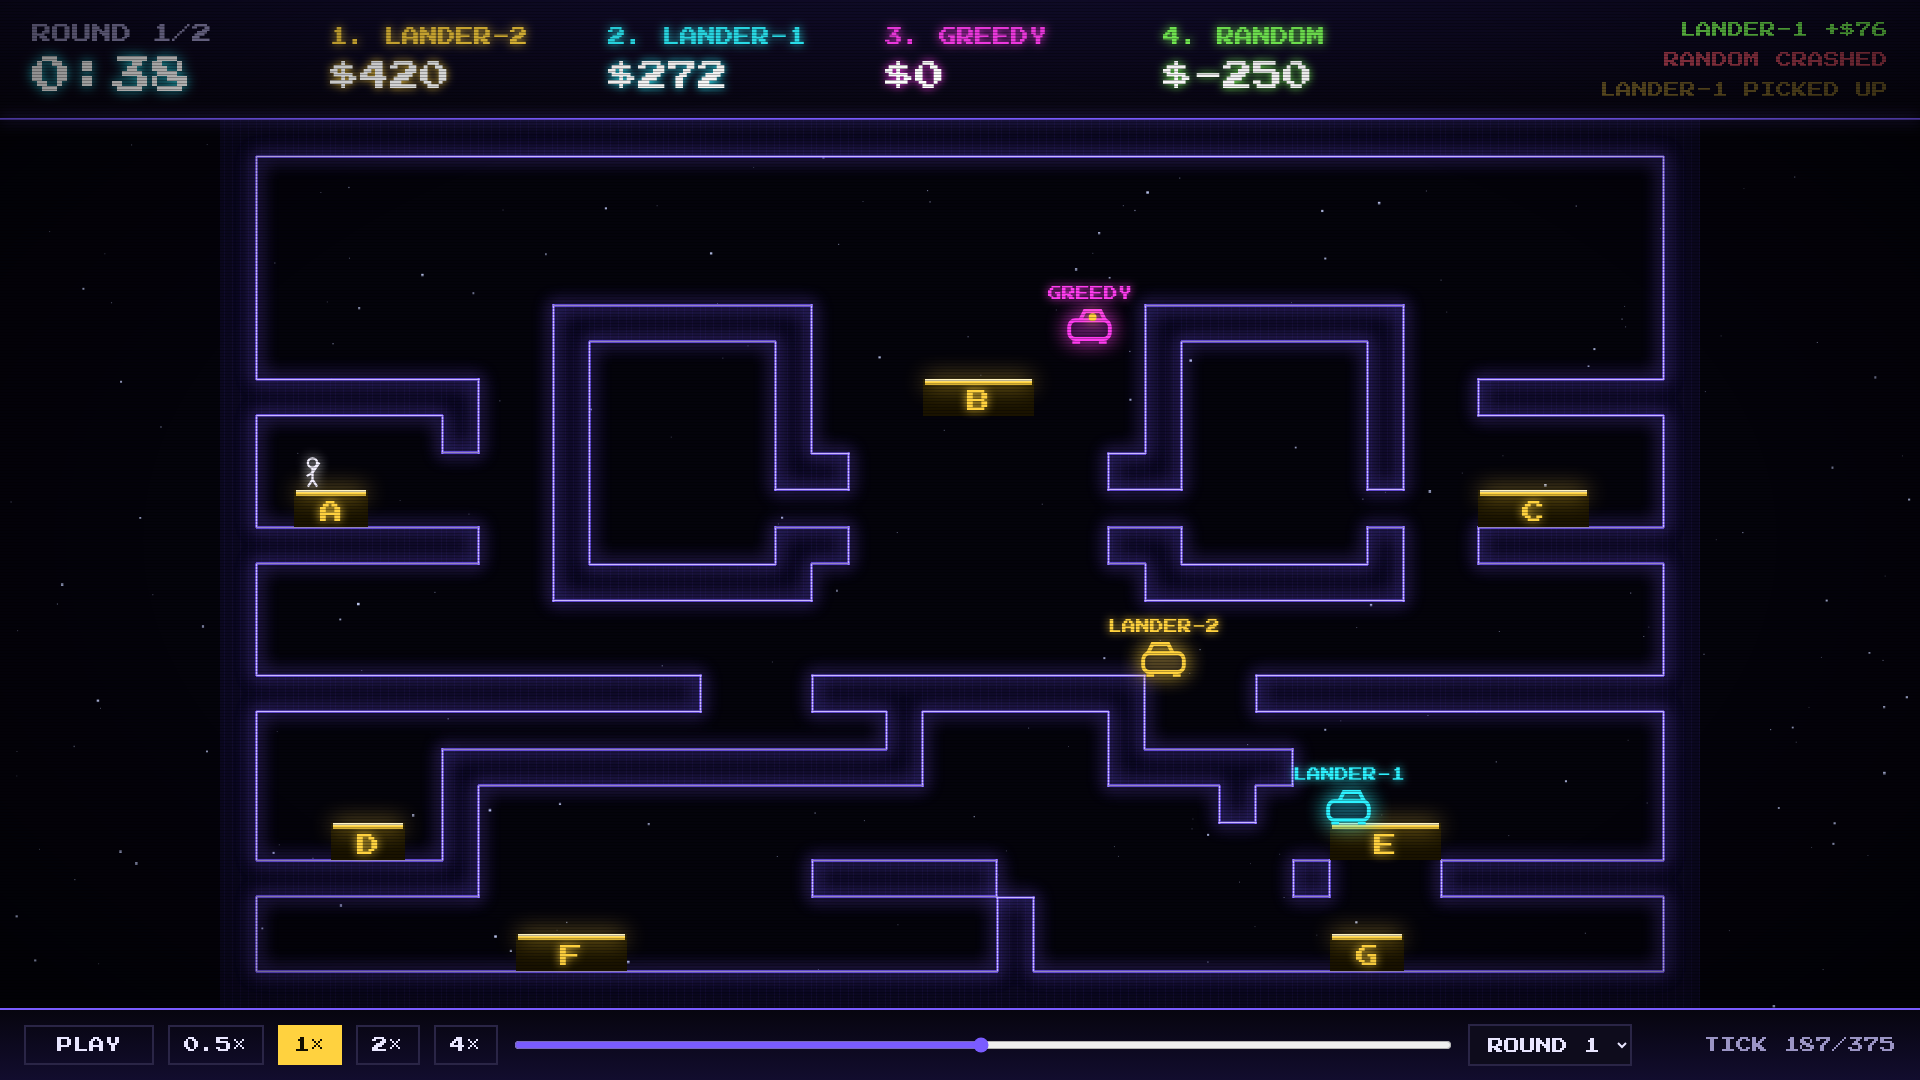 ROUND 1/2
0:38
1. LANDER-2
$420
2. LANDER-1
$272
3. GREEDY
$0
4. RANDOM
$-250
LANDER-1 +$76
RANDOM CRASHED
LANDER-1 PICKED UP
GREEDY
B
A
C
LANDER-2
LANDER-1
D
E
F
G
PLAY
0.5×
1×
2×
4×
ROUND 1
TICK 187/375